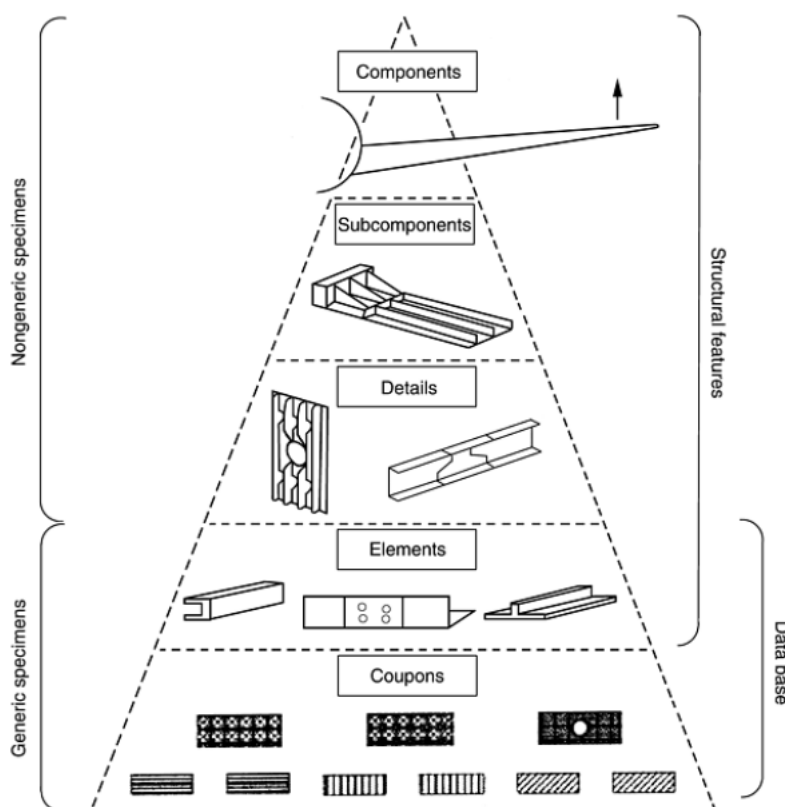 Components
Subcomponents
Details
Elements
Coupons
Nongeneric specimens
Generic specimens
Structural features
Data base